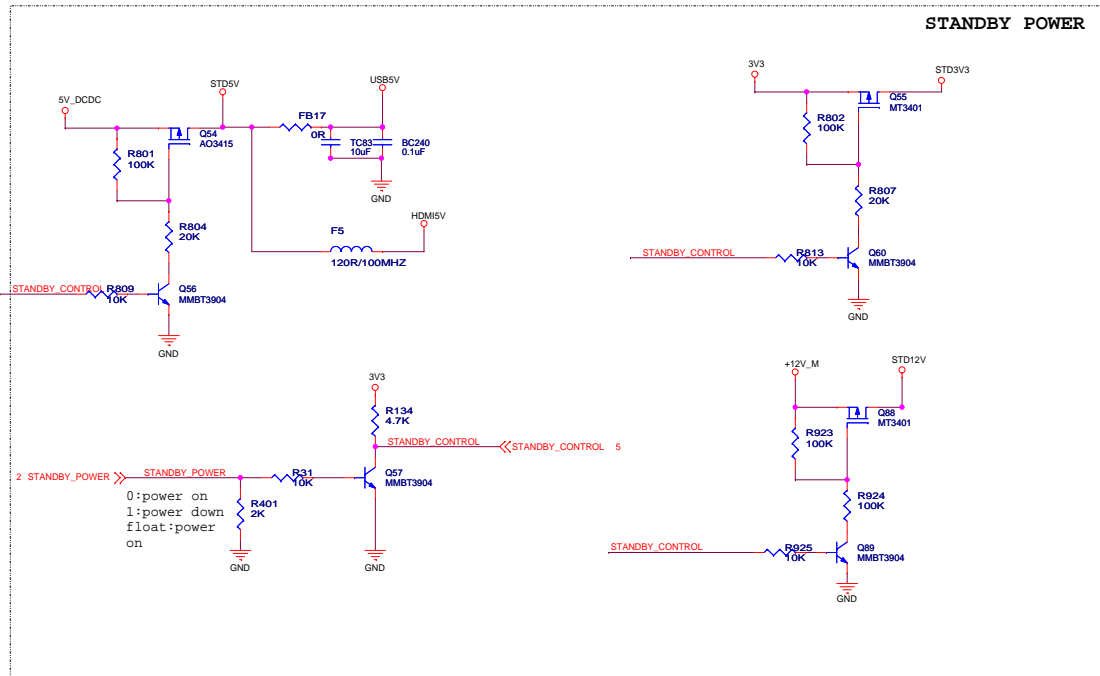 STANDBY POWER
5V_DCDC
STD5V
USB5V
Q54
AO3415
FB17
0R
TC83
10uF
BC240
0.1uF
GND
R801
100K
R804
20K
HDMI5V
F5
120R/100MHZ
STANDBY_CONTROL
R809
10K
Q56
MMBT3904
GND
3V3
STD3V3
Q55
MT3401
R802
100K
R807
20K
STANDBY_CONTROL
R813
10K
Q60
MMBT3904
GND
3V3
R134
4.7K
STANDBY_CONTROL
STANDBY_CONTROL 5
2 STANDBY_POWER
STANDBY_POWER
R31
10K
Q57
MMBT3904
0:power on
1:power down
float:power
on
R401
2K
GND
GND
+12V_M
STD12V
Q88
MT3401
R923
100K
R924
100K
STANDBY_CONTROL
R925
10K
Q89
MMBT3904
GND